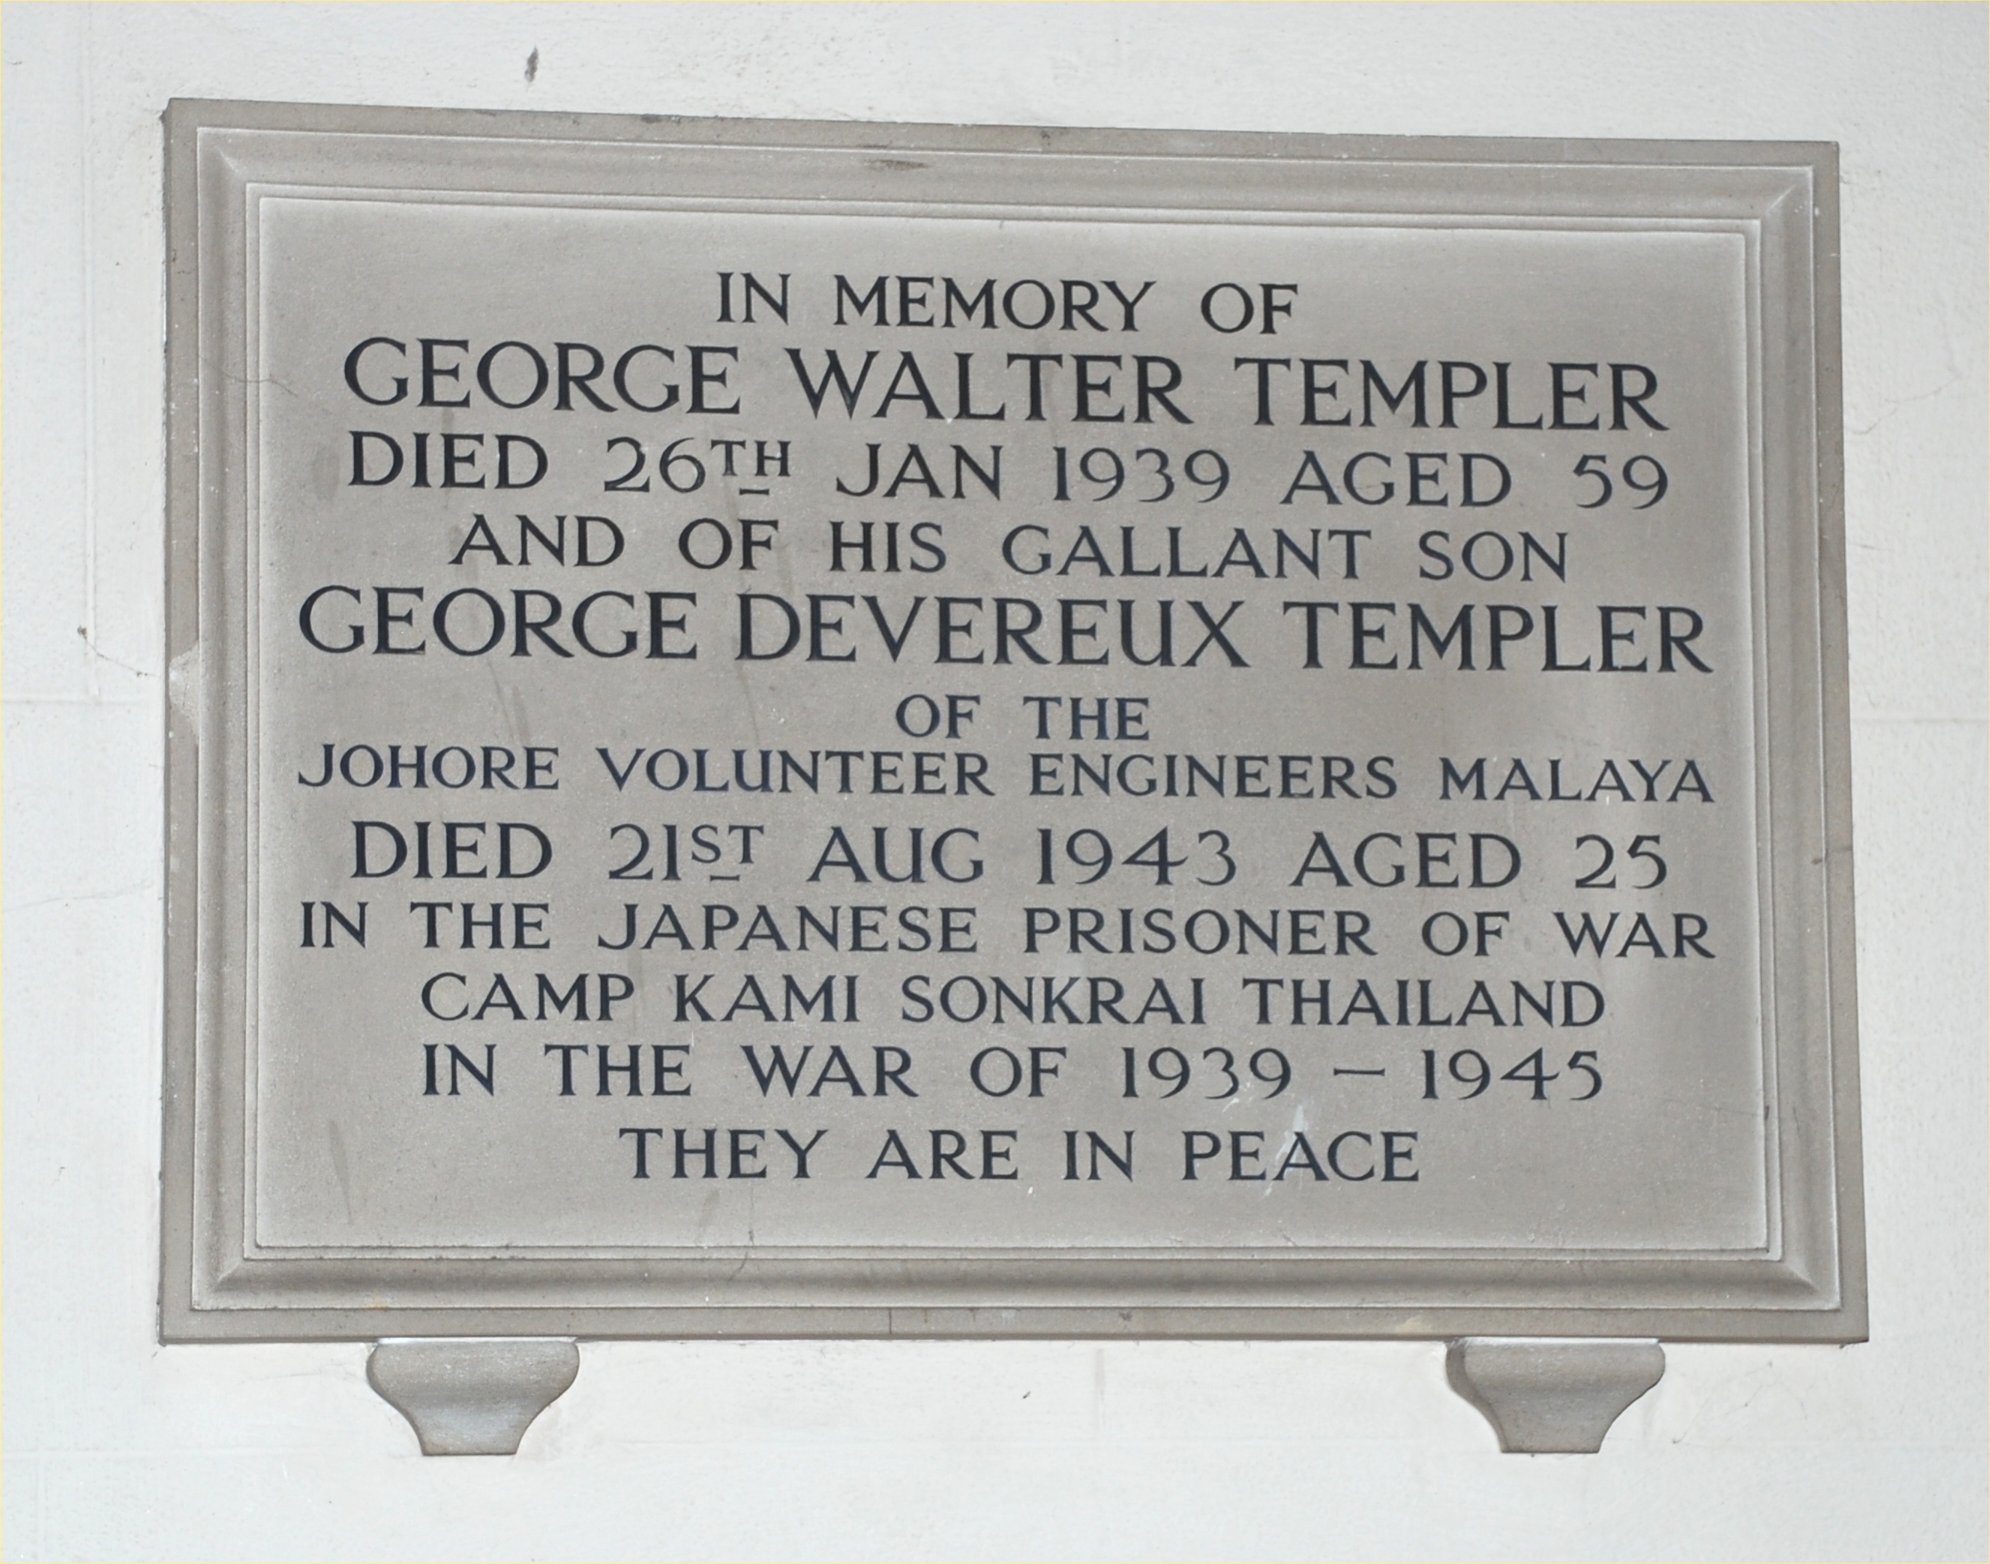 IN MEMORY OF
GEORGE WALTER TEMPLER
DIED 26TH JAN 1939 AGED 59
AND OF HIS GALLANT SON
GEORGE DEVEREUX TEMPLER
OF THE
JOHORE VOLUNTEER ENGINEERS MALAYA
DIED 21ST AUG 1943 AGED 25
IN THE JAPANESE PRISONER OF WAR
CAMP KAMI SONKRAI THAILAND
IN THE WAR OF 1939 – 1945
THEY ARE IN PEACE